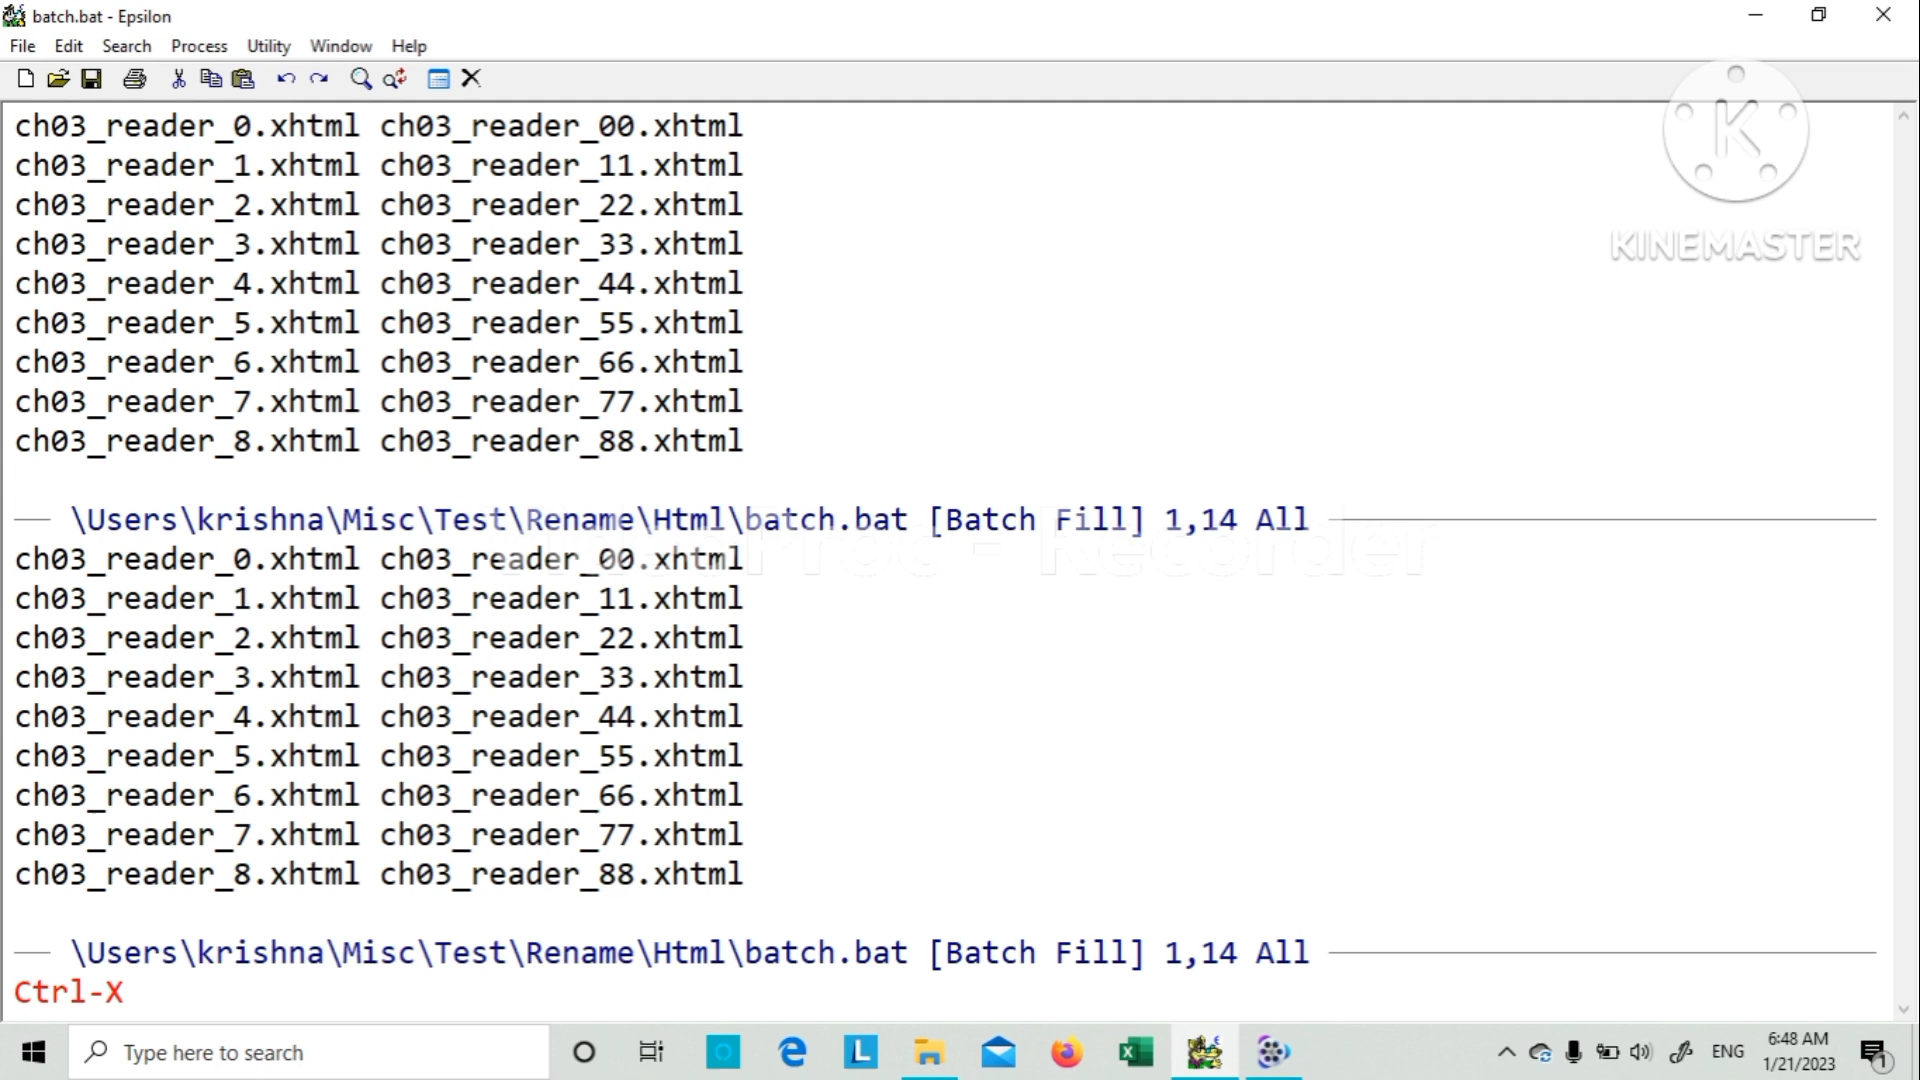 batch.bat - Epsilon
File Edit Search Process Utility Window Help
K
KINEMASTER
ch03_reader_0.xhtml ch03_reader_00.xhtml
ch03_reader_1.xhtml ch03_reader_11.xhtml
ch03_reader_2.xhtml ch03_reader_22.xhtml
ch03_reader_3.xhtml ch03_reader_33.xhtml
ch03_reader_4.xhtml ch03_reader_44.xhtml
ch03_reader_5.xhtml ch03_reader_55.xhtml
ch03_reader_6.xhtml ch03_reader_66.xhtml
ch03_reader_7.xhtml ch03_reader_77.xhtml
ch03_reader_8.xhtml ch03_reader_88.xhtml
\Users\krishna\Misc\Test\Rename\Html\batch.bat [Batch Fill] 1,14 All
VideoProc - Recorder
ch03_reader_0.xhtml ch03_reader_00.xhtml
ch03_reader_1.xhtml ch03_reader_11.xhtml
ch03_reader_2.xhtml ch03_reader_22.xhtml
ch03_reader_3.xhtml ch03_reader_33.xhtml
ch03_reader_4.xhtml ch03_reader_44.xhtml
ch03_reader_5.xhtml ch03_reader_55.xhtml
ch03_reader_6.xhtml ch03_reader_66.xhtml
ch03_reader_7.xhtml ch03_reader_77.xhtml
ch03_reader_8.xhtml ch03_reader_88.xhtml
\Users\krishna\Misc\Test\Rename\Html\batch.bat [Batch Fill] 1,14 All
Ctrl-X
Type here to search
L
ENG
6:48 AM
1/21/2023
1